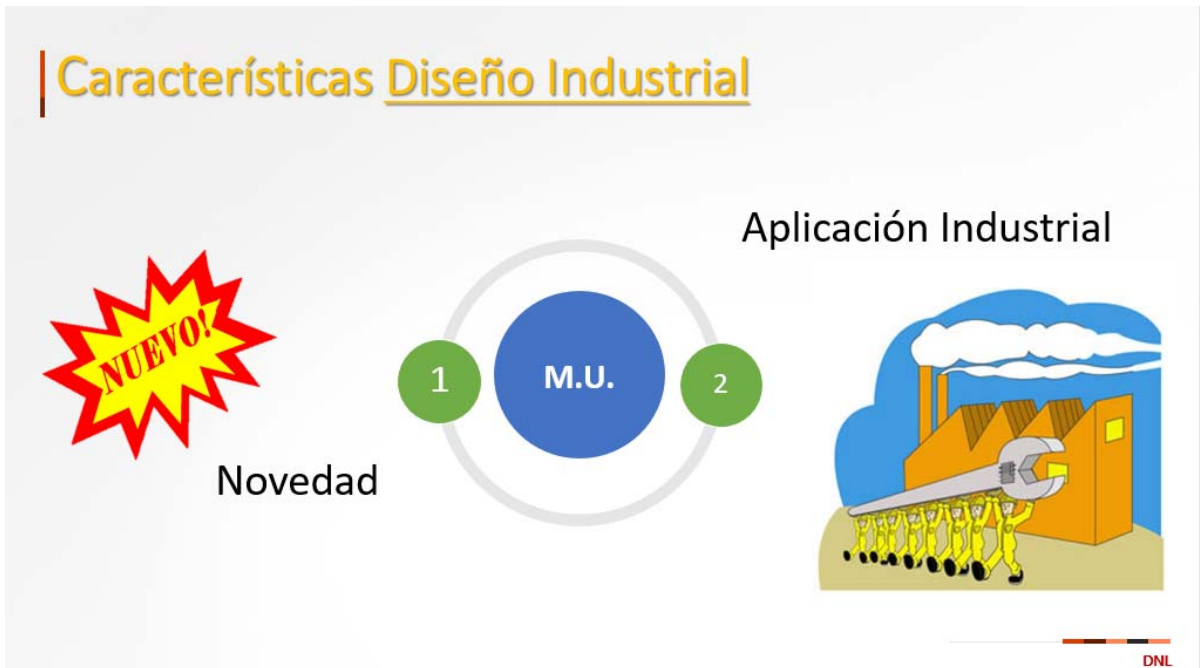 Características Diseño Industrial
Aplicación Industrial
NUEVO!
1
M.U.
2
Novedad
DNL